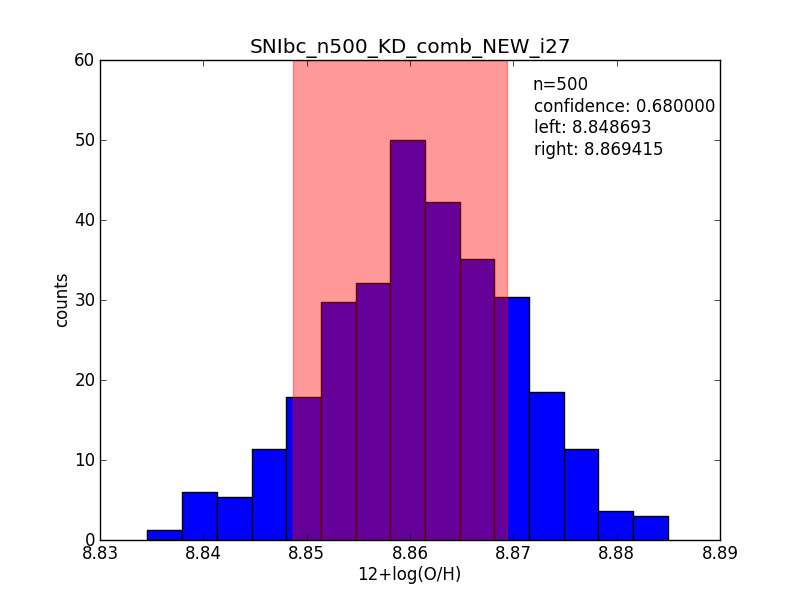 SNIbc_n500_KD_comb_NEW_i27
n=500
confidence: 0.680000
left: 8.848693
right: 8.869415
60
50
40
30
20
10
0
counts
8.83 8.84 8.85 8.86 8.87 8.88 8.89
12+log(O/H)